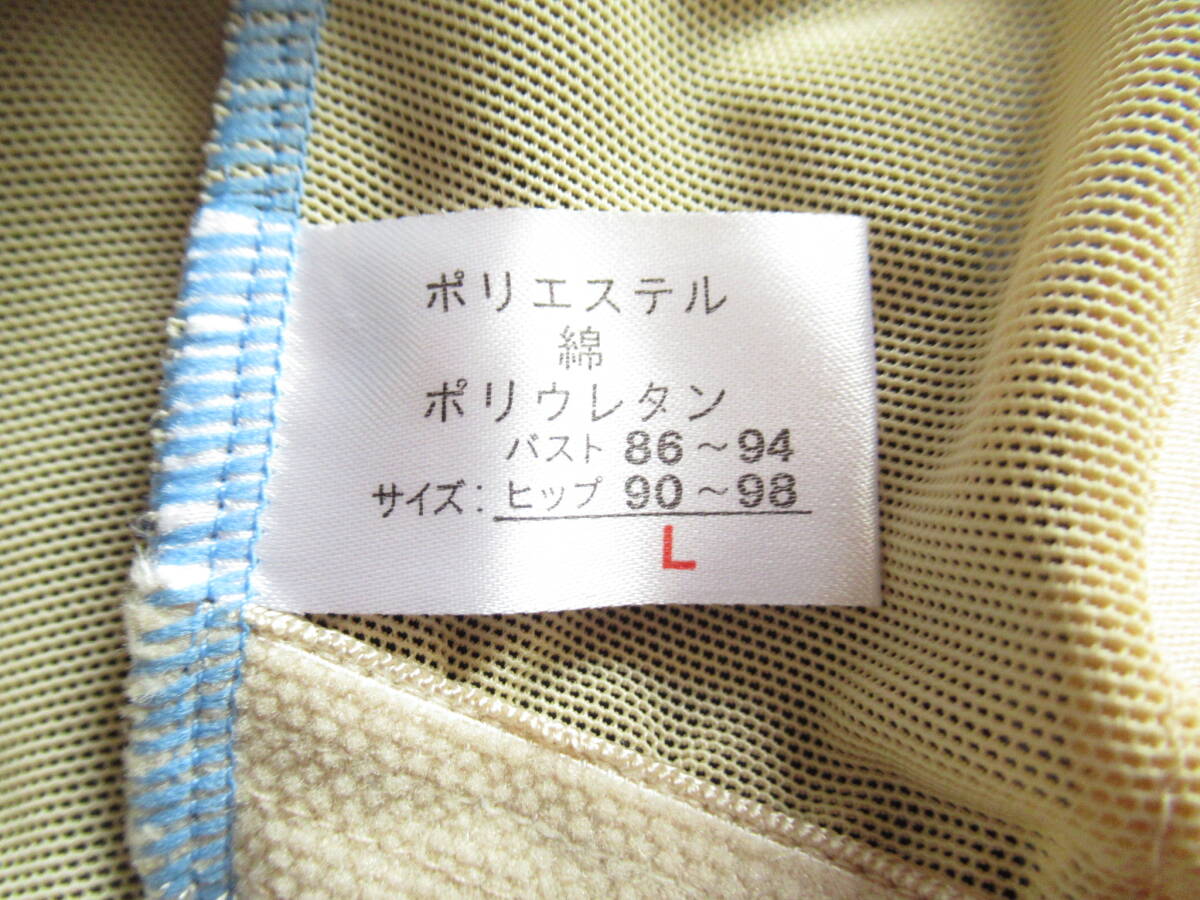 ポリエステル
綿
ポリウレタン
バスト 86～94
サイズ: ヒップ 90～98
L